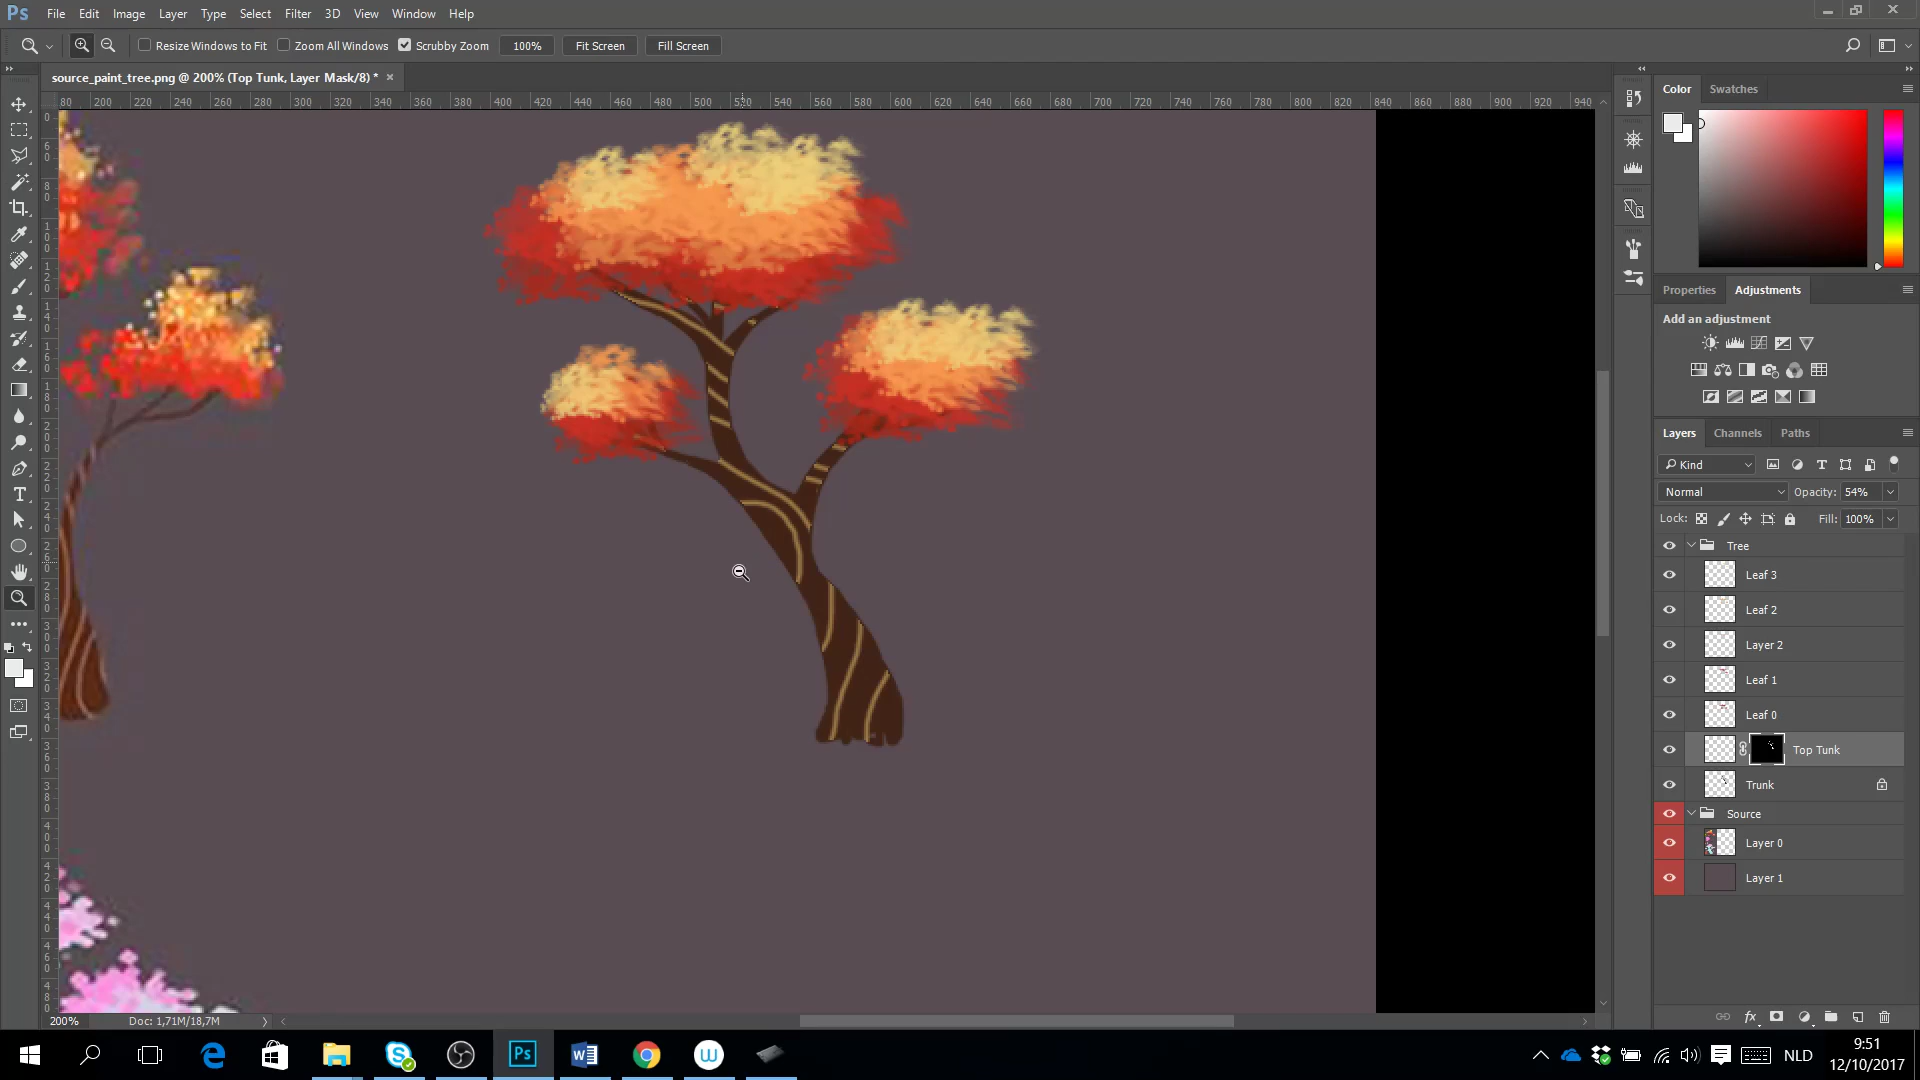 Ps File Edit Image Layer Type Select Filter 3D View Window Help
Resize Windows to Fit Zoom All Windows Scrubby Zoom 100% Fit Screen Fill Screen
source_paint_tree.png @ 200% (Top Tunk, Layer Mask/8) * ×
80 200 220 240 260 280 300 320 340 360 380 400 420 440 460 480 500 520 540 560 580 600 620 640 660 680 700 720 740 760 780 800 820 840 860 880 900 920 940
Color Swatches
Properties Adjustments
Add an adjustment
Layers Channels Paths
Kind
Normal Opacity: 54%
Lock: Fill: 100%
Tree
Leaf 3
Leaf 2
Layer 2
Leaf 1
Leaf 0
Top Tunk
Trunk
Source
Layer 0
Layer 1
200% Doc: 1,71M/18,7M
Ps
NLD
9:51
12/10/2017